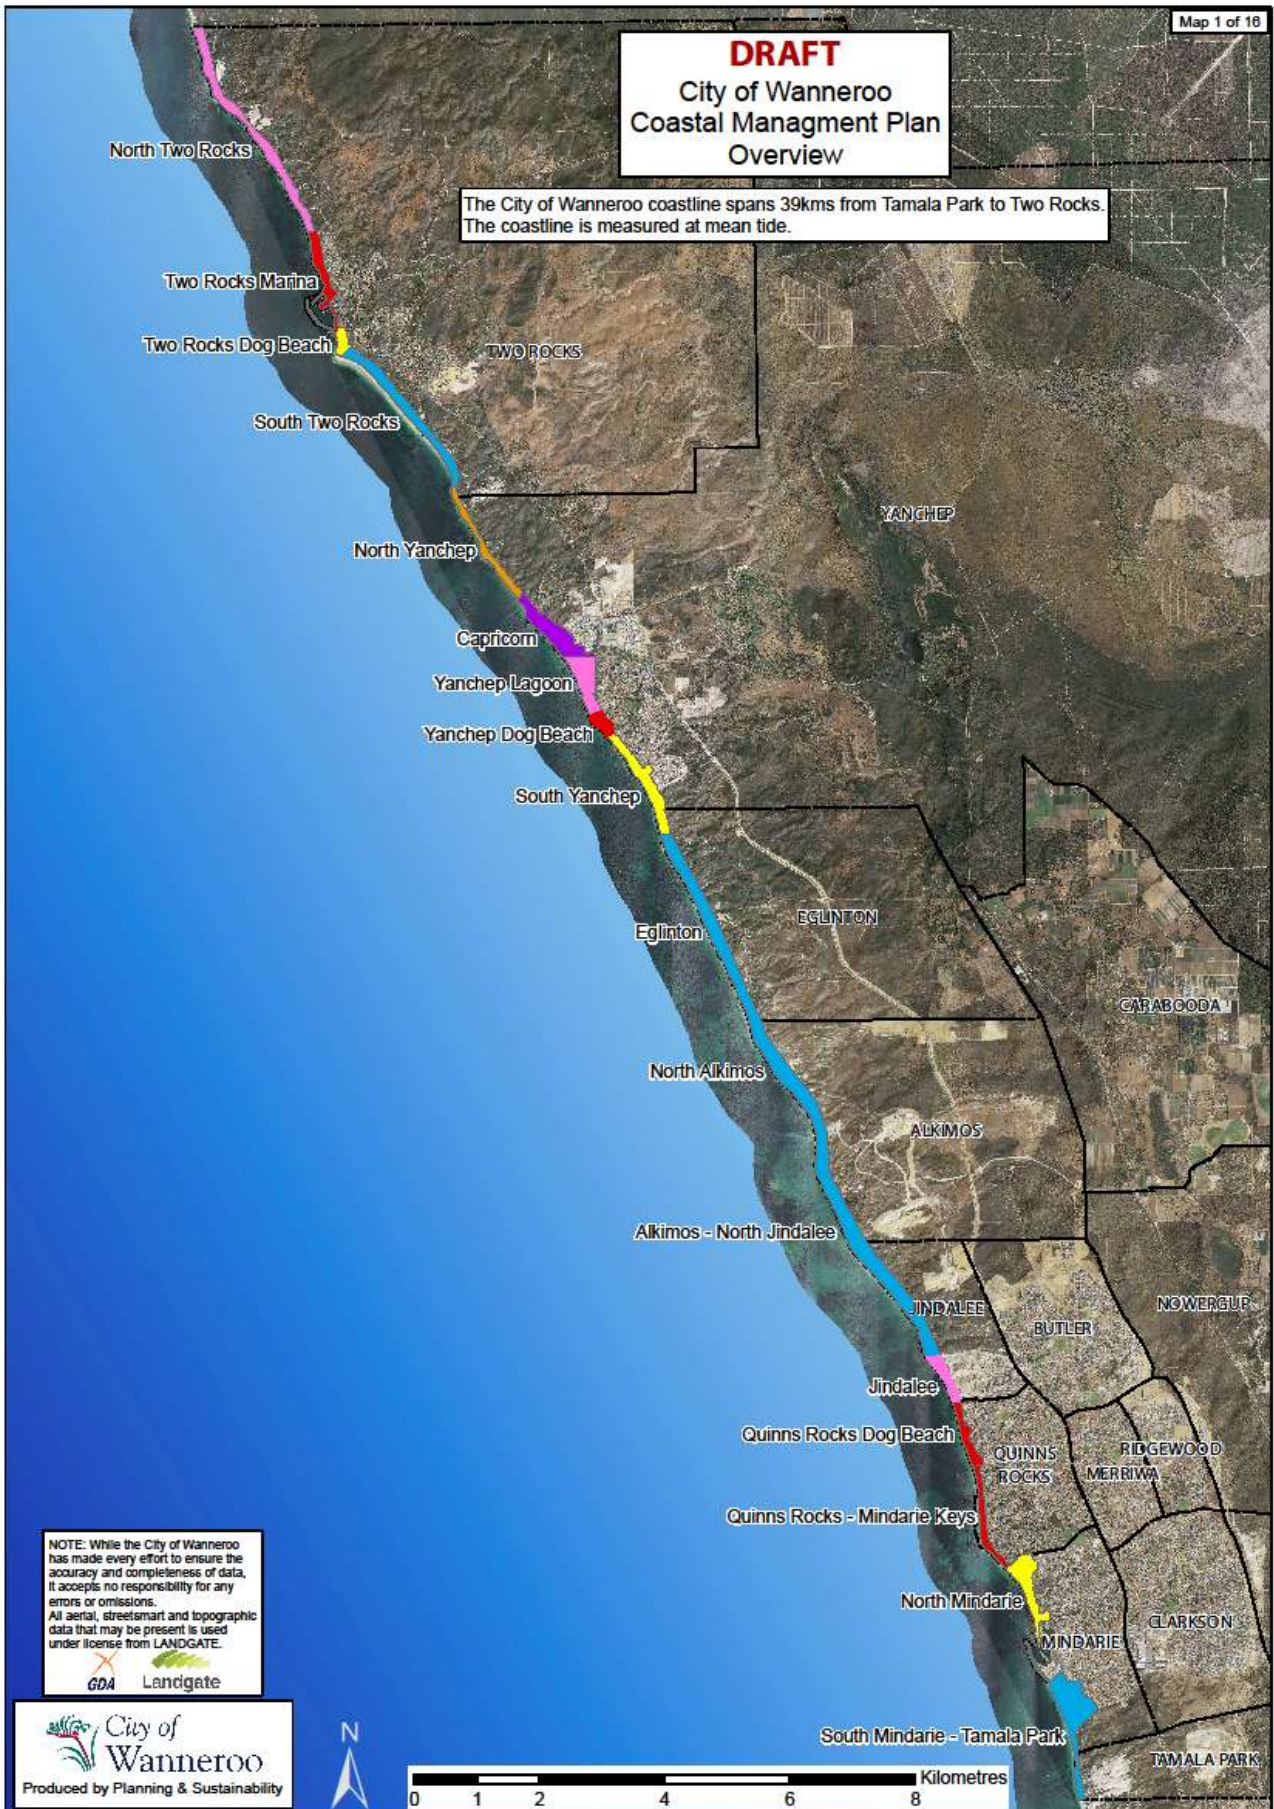 Map 1 of 16
DRAFT
City of Wanneroo
Coastal Managment Plan
Overview
The City of Wanneroo coastline spans 39kms from Tamala Park to Two Rocks.
The coastline is measured at mean tide.
North Two Rocks
Two Rocks Marina
Two Rocks Dog Beach
TWO ROCKS
South Two Rocks
YANCHEP
North Yanchep
Capricorn
Yanchep Lagoon
Yanchep Dog Beach
South Yanchep
EGLINTON
Eglinton
CARABOODA
North Alkimos
ALKIMOS
Alkimos - North Jindalee
JINDALEE
NOWERGUP
BUTLER
Jindalee
Quinns Rocks Dog Beach
QUINNS
ROCKS
RIDGEWOOD
MERRIWA
Quinns Rocks - Mindarie Keys
North Mindarie
CLARKSON
MINDARIE
South Mindarie - Tamala Park
TAMALA PARK
NOTE: While the City of Wanneroo
has made every effort to ensure the
accuracy and completeness of data,
it accepts no responsibility for any
errors or omissions.
All aerial, streetsmart and topographic
data that may be present is used
under license from LANDGATE.
GDA Landgate
City of
Wanneroo
Produced by Planning & Sustainability
N
Kilometres
0 1 2 4 6 8